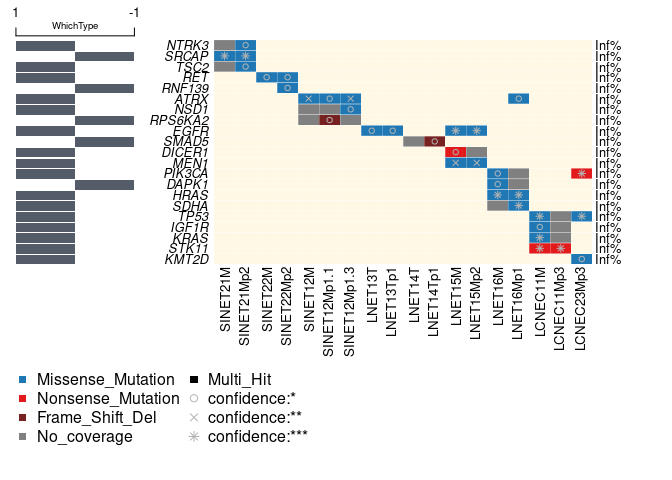 1 -1
WhichType
NTRK3 Inf%
SRCAP Inf%
TSC2 Inf%
RET Inf%
RNF139 Inf%
ATRX Inf%
NSD1 Inf%
RPS6KA2 Inf%
EGFR Inf%
SMAD5 Inf%
DICER1 Inf%
MEN1 Inf%
PIK3CA Inf%
DAPK1 Inf%
HRAS Inf%
SDHA Inf%
TP53 Inf%
IGF1R Inf%
KRAS Inf%
STK11 Inf%
KMT2D Inf%
SINET21M
SINET21Mp2
SINET22M
SINET22Mp2
SINET12M
SINET12Mp1.1
SINET12Mp1.3
LNET13T
LNET13Tp1
LNET14T
LNET14Tp1
LNET15M
LNET15Mp2
LNET16M
LNET16Mp1
LCNEC11M
LCNEC11Mp3
LCNEC23Mp3
Missense_Mutation
Nonsense_Mutation
Frame_Shift_Del
No_coverage
Multi_Hit
confidence:*
confidence:**
confidence:***